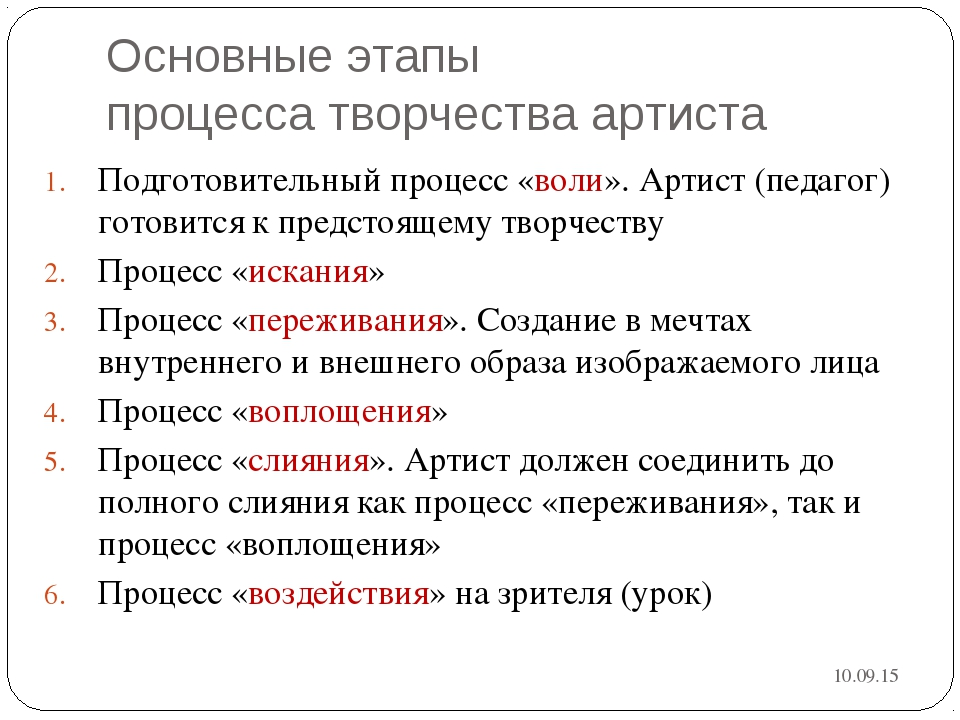 Основные этапы
процесса творчества артиста
1. Подготовительный процесс «воли». Артист (педагог)
готовится к предстоящему творчеству
2. Процесс «искания»
3. Процесс «переживания». Создание в мечтах
внутреннего и внешнего образа изображаемого лица
4. Процесс «воплощения»
5. Процесс «слияния». Артист должен соединить до
полного слияния как процесс «переживания», так и
процесс «воплощения»
6. Процесс «воздействия» на зрителя (урок)
10.09.15